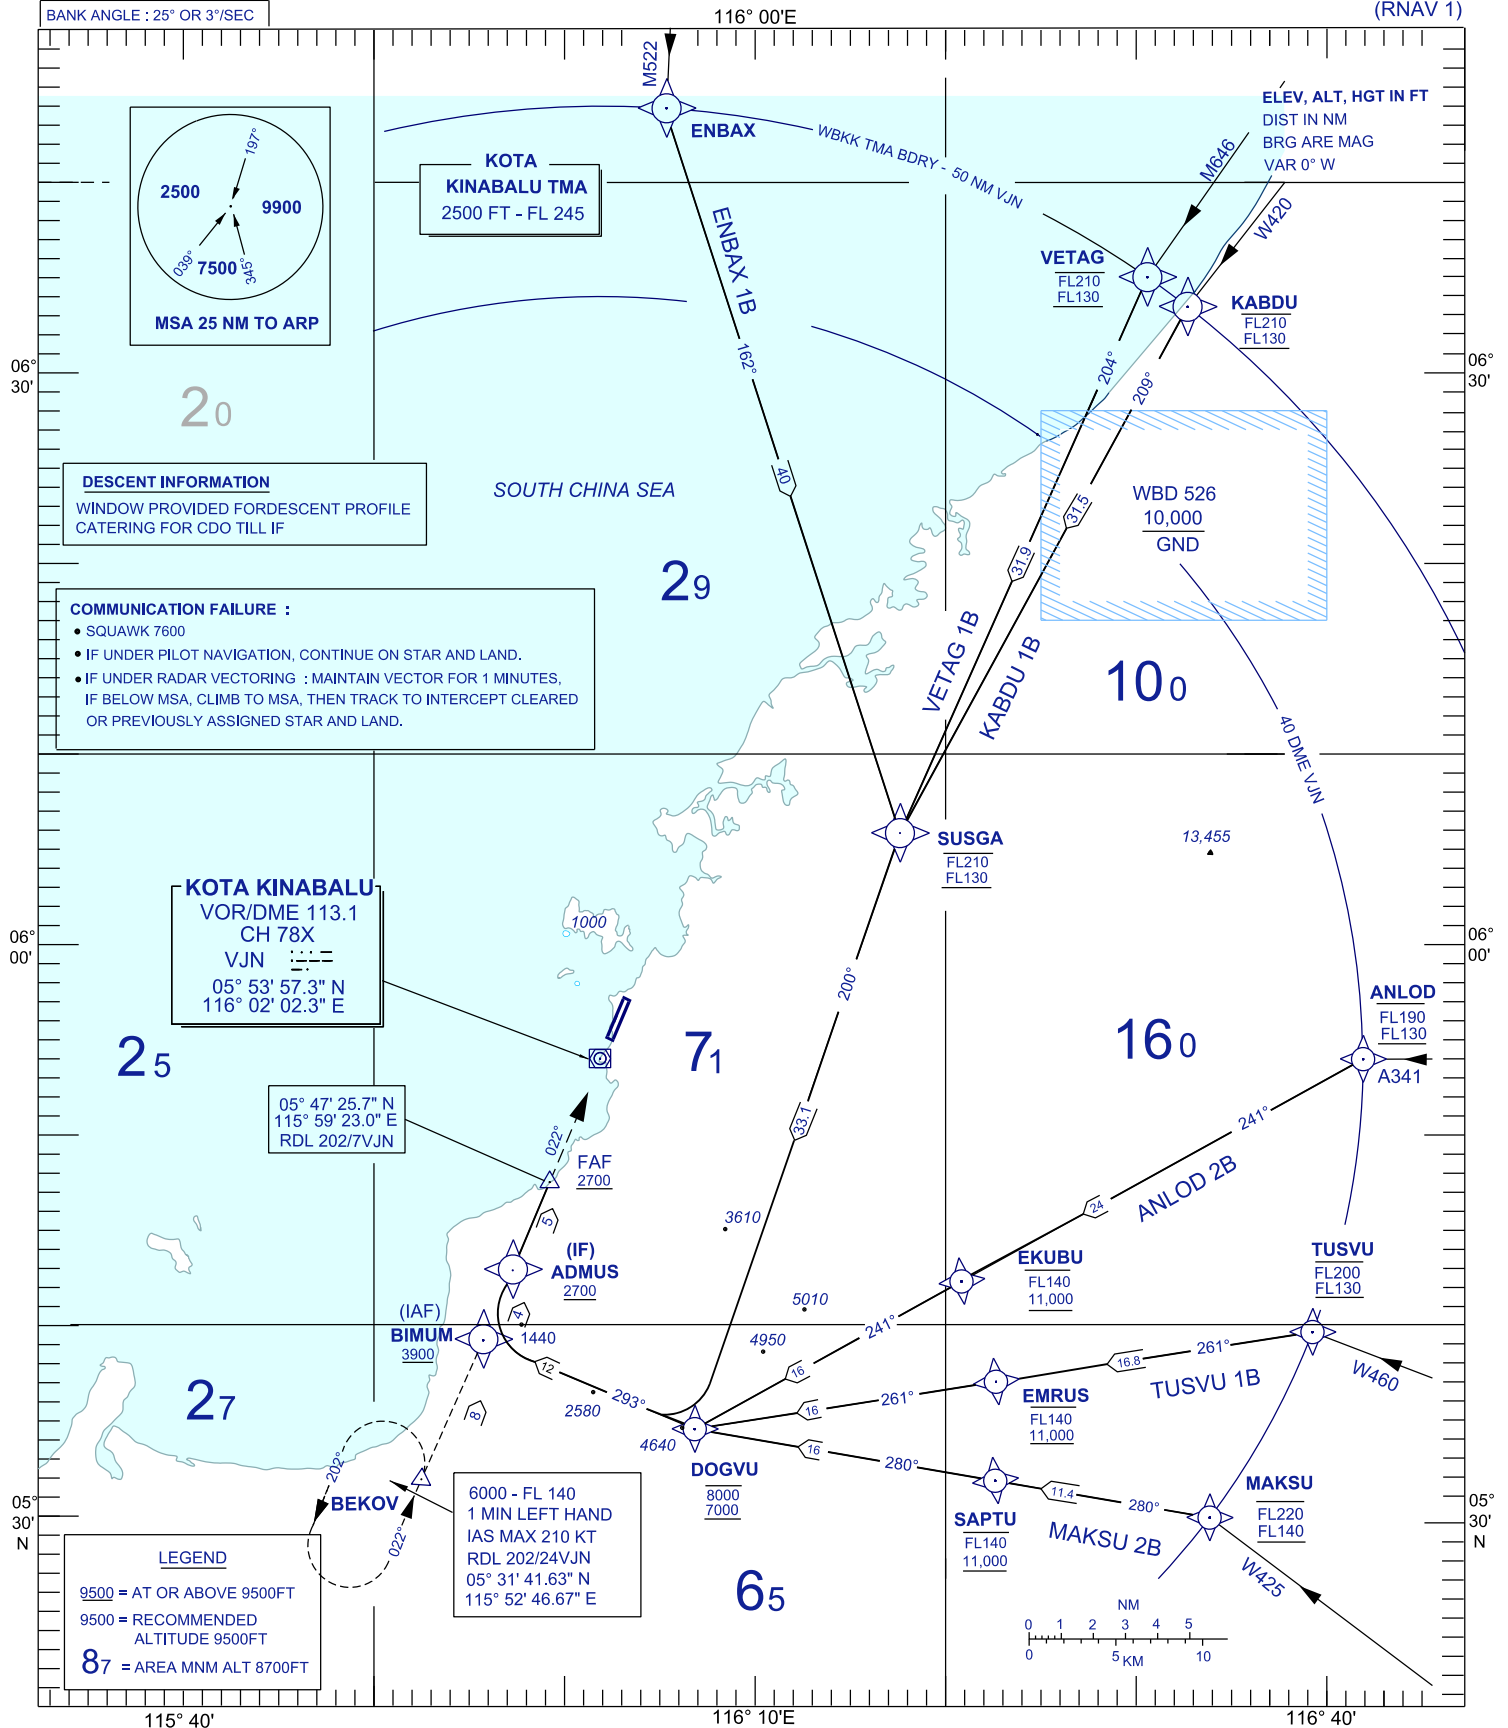 BANK ANGLE : 25° OR 3°/SEC
116° 00'E
(RNAV 1)
M522
ENBAX
WBKK TMA BDRY - 50 NM VJN
ELEV, ALT, HGT IN FT
DIST IN NM
BRG ARE MAG
VAR 0° W
M646
W420
197°
2500
9900
039°
7500
345°
MSA 25 NM TO ARP
KOTA
KINABALU TMA
2500 FT - FL 245
ENBAX 1B
162°
40
VETAG
FL210
FL130
KABDU
FL210
FL130
204°
209°
06°
30'
06°
30'
20
DESCENT INFORMATION
WINDOW PROVIDED FORDESCENT PROFILE
CATERING FOR CDO TILL IF
SOUTH CHINA SEA
WBD 526
10,000
GND
31.5
31.9
29
COMMUNICATION FAILURE :
• SQUAWK 7600
• IF UNDER PILOT NAVIGATION, CONTINUE ON STAR AND LAND.
• IF UNDER RADAR VECTORING : MAINTAIN VECTOR FOR 1 MINUTES,
IF BELOW MSA, CLIMB TO MSA, THEN TRACK TO INTERCEPT CLEARED
OR PREVIOUSLY ASSIGNED STAR AND LAND.
VETAG 1B
KABDU 1B
100
40 DME VJN
SUSGA
FL210
FL130
13,455
KOTA KINABALU
VOR/DME 113.1
CH 78X
VJN
05° 53' 57.3" N
116° 02' 02.3" E
1000
06°
00'
06°
00'
200°
ANLOD
FL190
FL130
A341
25
71
160
05° 47' 25.7" N
115° 59' 23.0" E
RDL 202/7VJN
022°
FAF
2700
33.1
241°
ANLOD 2B
24
5
3610
(IF)
ADMUS
2700
EKUBU
FL140
11,000
TUSVU
FL200
FL130
(IAF)
BIMUM
3900
4
1440
5010
4950
241°
12
16
16.8
261°
W460
TUSVU 1B
27
293°
2580
8
16
261°
EMRUS
FL140
11,000
4640
DOGVU
8000
7000
16
280°
202°
BEKOV
022°
6000 - FL 140
1 MIN LEFT HAND
IAS MAX 210 KT
RDL 202/24VJN
05° 31' 41.63" N
115° 52' 46.67" E
SAPTU
FL140
11,000
11.4
280°
MAKSU 2B
MAKSU
FL220
FL140
W425
05°
30'
N
05°
30'
N
LEGEND
9500 = AT OR ABOVE 9500FT
9500 = RECOMMENDED
ALTITUDE 9500FT
87 = AREA MNM ALT 8700FT
65
NM
0 1 2 3 4 5
0 5 KM 10
115° 40'
116° 10'E
116° 40'